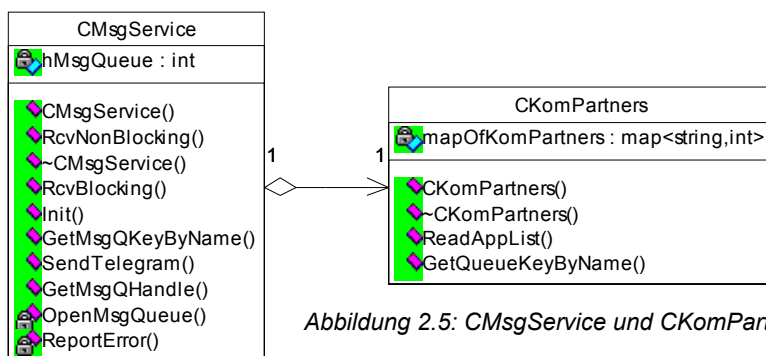 CMsgService
hMsgQueue : int
CMsgService()
RcvNonBlocking()
~CMsgService()
RcvBlocking()
Init()
GetMsgQKeyByName()
SendTelegram()
GetMsgQHandle()
OpenMsgQueue()
ReportError()
1
1
CKomPartners
mapOfKomPartners : map<string,int>
CKomPartners()
~CKomPartners()
ReadAppList()
GetQueueKeyByName()
Abbildung 2.5: CMsgService und CKomPar